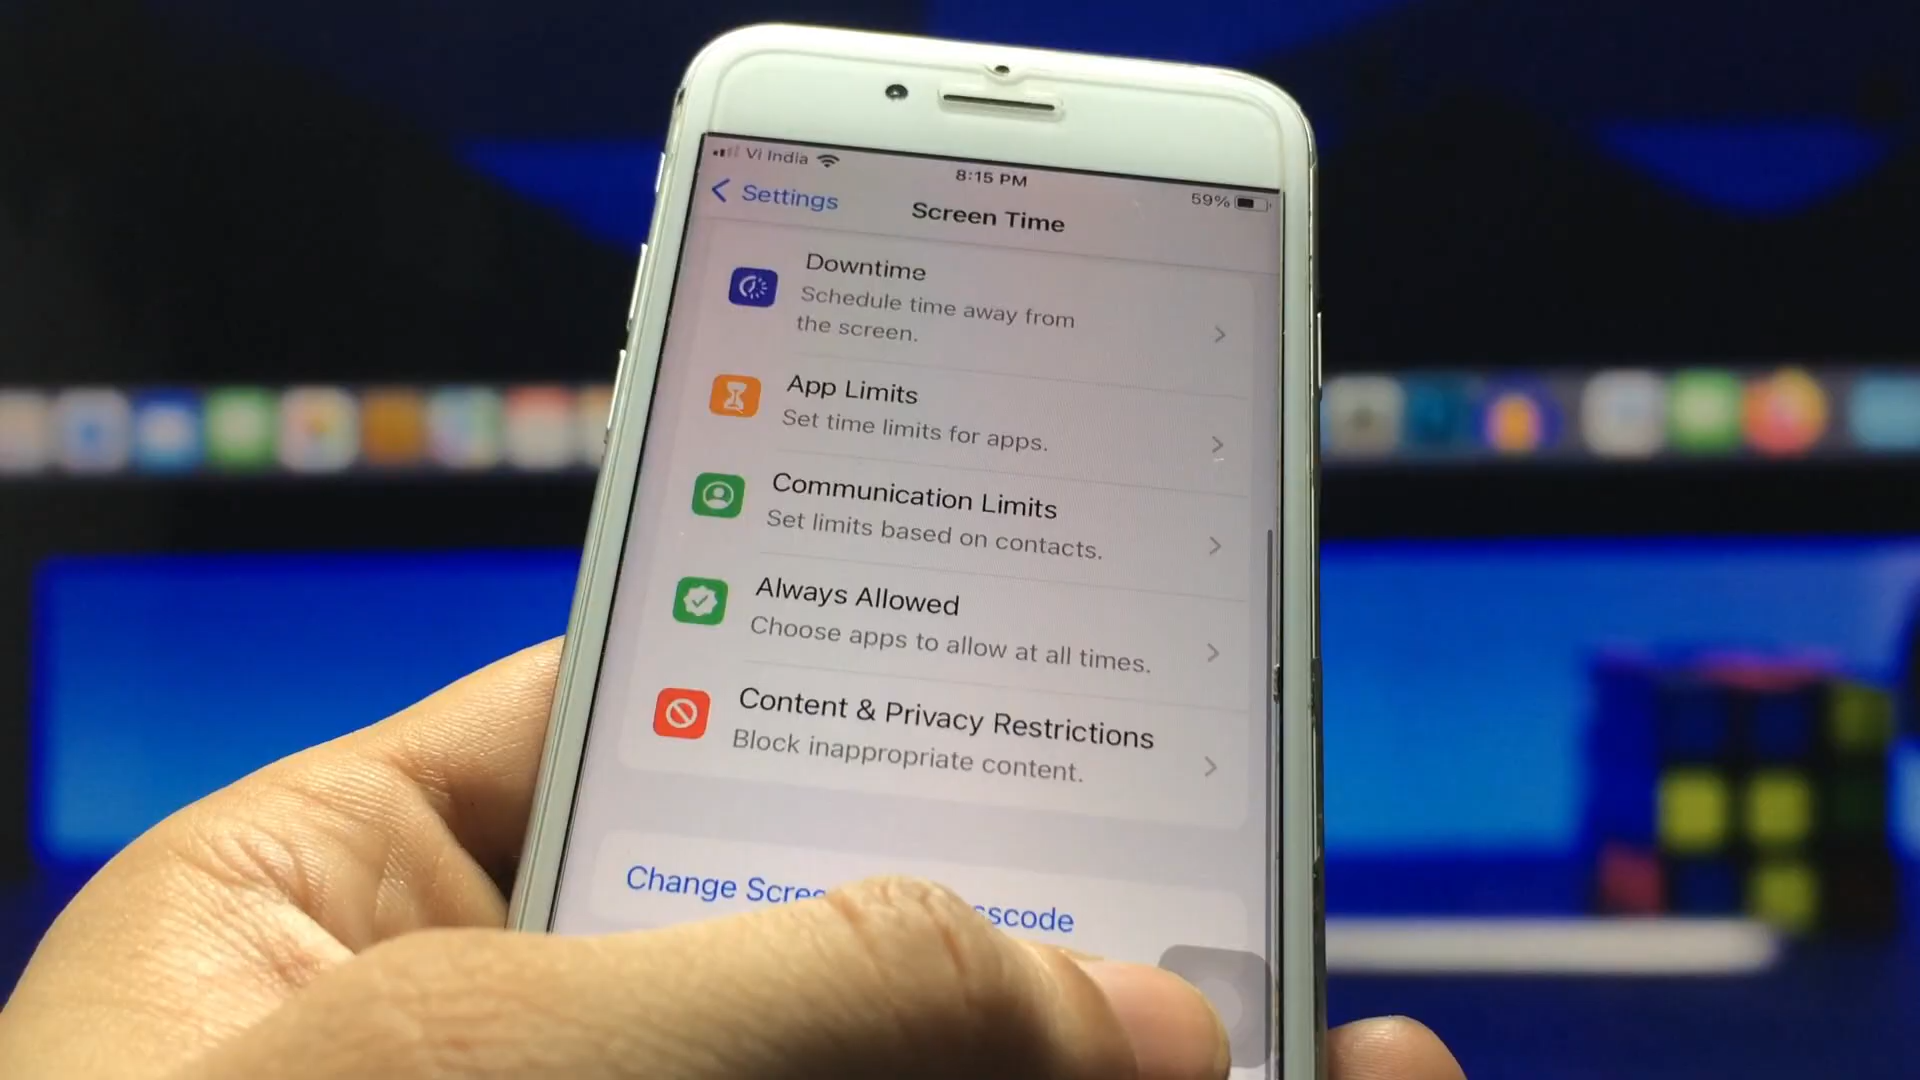 Vi India
8:15 PM
59%
Settings
Screen Time
Downtime
Schedule time away from
the screen.
App Limits
Set time limits for apps.
Communication Limits
Set limits based on contacts.
Always Allowed
Choose apps to allow at all times.
Content & Privacy Restrictions
Block inappropriate content.
Change